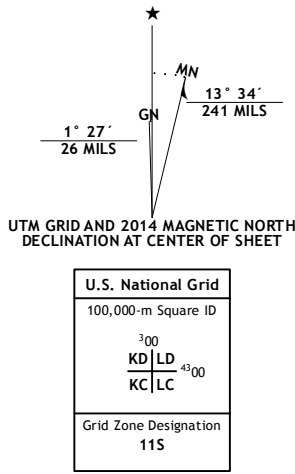 ★
MN
GN
13° 34´
241 MILS
1° 27´
26 MILS
UTM GRID AND 2014 MAGNETIC NORTH
DECLINATION AT CENTER OF SHEET
U.S. National Grid
100,000-m Square ID
³00
KD LD
⁴³00
KC LC
Grid Zone Designation
11S